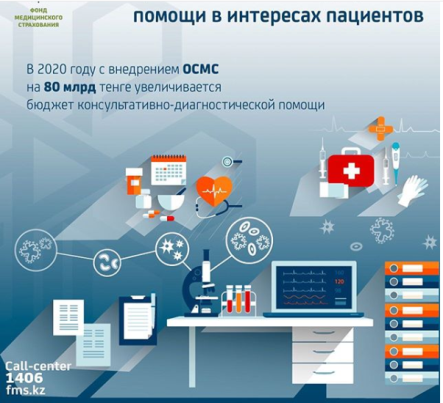 ФОНД
МЕДИЦИНСКОГО
СТРАХОВАНИЯ
помощи в интересах пациентов
В 2020 году с внедрением ОСМС
на 80 млрд тенге увеличивается
бюджет консультативно-диагностической помощи
120
Call-center
1406
fms.kz